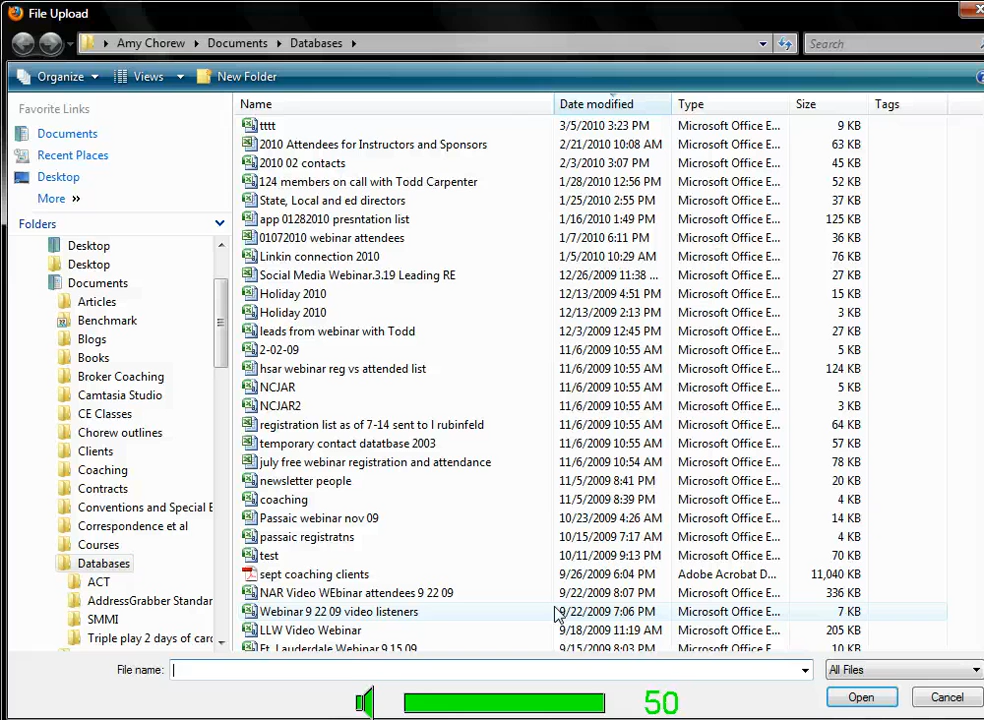 File Upload
Amy Chorew Documents Databases Search
Organize Views New Folder
Favorite Links
Documents
Recent Places
Desktop
More »
Folders
Desktop
Desktop
Documents
Articles
Benchmark
Blogs
Books
Broker Coaching
Camtasia Studio
CE Classes
Chorew outlines
Clients
Coaching
Contracts
Conventions and Special E
Correspondence et al
Courses
Databases
ACT
AddressGrabber Standar
SMMI
Triple play 2 days of card
Name Date modified Type Size Tags
tttt 3/5/2010 3:23 PM Microsoft Office E... 9 KB
2010 Attendees for Instructors and Sponsors 2/21/2010 10:08 AM Microsoft Office E... 63 KB
2010 02 contacts 2/3/2010 3:07 PM Microsoft Office E... 45 KB
124 members on call with Todd Carpenter 1/28/2010 12:56 PM Microsoft Office E... 52 KB
State, Local and ed directors 1/25/2010 2:55 PM Microsoft Office E... 37 KB
app 01282010 presntation list 1/16/2010 1:49 PM Microsoft Office E... 125 KB
01072010 webinar attendees 1/7/2010 6:11 PM Microsoft Office E... 36 KB
Linkin connection 2010 1/5/2010 10:29 AM Microsoft Office E... 76 KB
Social Media Webinar.3.19 Leading RE 12/26/2009 11:38 ... Microsoft Office E... 27 KB
Holiday 2010 12/13/2009 4:51 PM Microsoft Office E... 15 KB
Holiday 2010 12/13/2009 2:13 PM Microsoft Office E... 3 KB
leads from webinar with Todd 12/3/2009 12:45 PM Microsoft Office E... 27 KB
2-02-09 11/6/2009 10:55 AM Microsoft Office E... 5 KB
hsar webinar reg vs attended list 11/6/2009 10:55 AM Microsoft Office E... 124 KB
NCJAR 11/6/2009 10:55 AM Microsoft Office E... 5 KB
NCJAR2 11/6/2009 10:55 AM Microsoft Office E... 3 KB
registration list as of 7-14 sent to l rubinfeld 11/6/2009 10:55 AM Microsoft Office E... 64 KB
temporary contact datatbase 2003 11/6/2009 10:55 AM Microsoft Office E... 57 KB
july free webinar registration and attendance 11/6/2009 10:54 AM Microsoft Office E... 78 KB
newsletter people 11/5/2009 8:41 PM Microsoft Office E... 20 KB
coaching 11/5/2009 8:39 PM Microsoft Office E... 4 KB
Passaic webinar nov 09 10/23/2009 4:26 AM Microsoft Office E... 14 KB
passaic registratns 10/15/2009 7:17 AM Microsoft Office E... 4 KB
test 10/11/2009 9:13 PM Microsoft Office E... 70 KB
sept coaching clients 9/26/2009 6:04 PM Adobe Acrobat D... 11,040 KB
NAR Video WEbinar attendees 9 22 09 9/22/2009 8:07 PM Microsoft Office E... 336 KB
Webinar 9 22 09 video listeners 9/22/2009 7:06 PM Microsoft Office E... 7 KB
LLW Video Webinar 9/18/2009 11:19 AM Microsoft Office E... 205 KB
Ft. Lauderdale Webinar 9 15 09 9/15/2009 8:03 PM Microsoft Office E... 10 KB
File name: All Files
Open Cancel
50